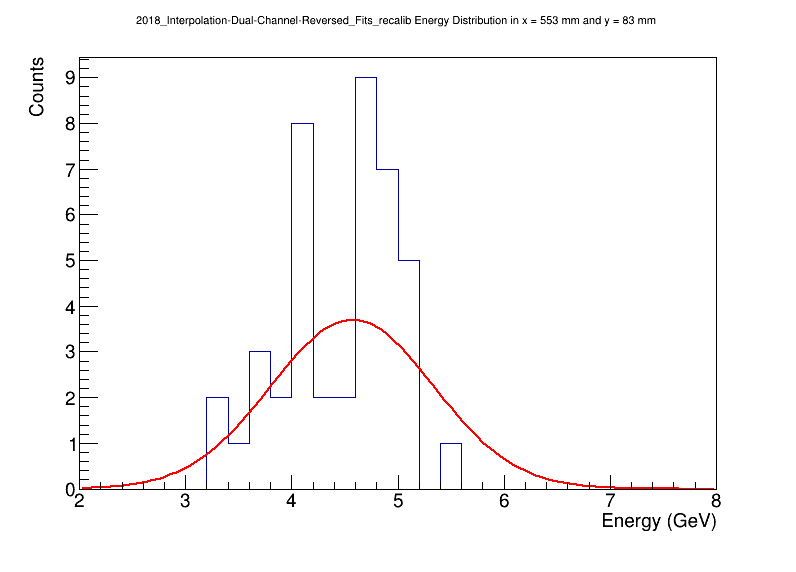 2018_Interpolation-Dual-Channel-Reversed_Fits_recalib Energy Distribution in x = 553 mm and y = 83 mm
Counts
9
8
7
6
5
4
3
2
1
0
2 3 4 5 6 7 8
Energy (GeV)